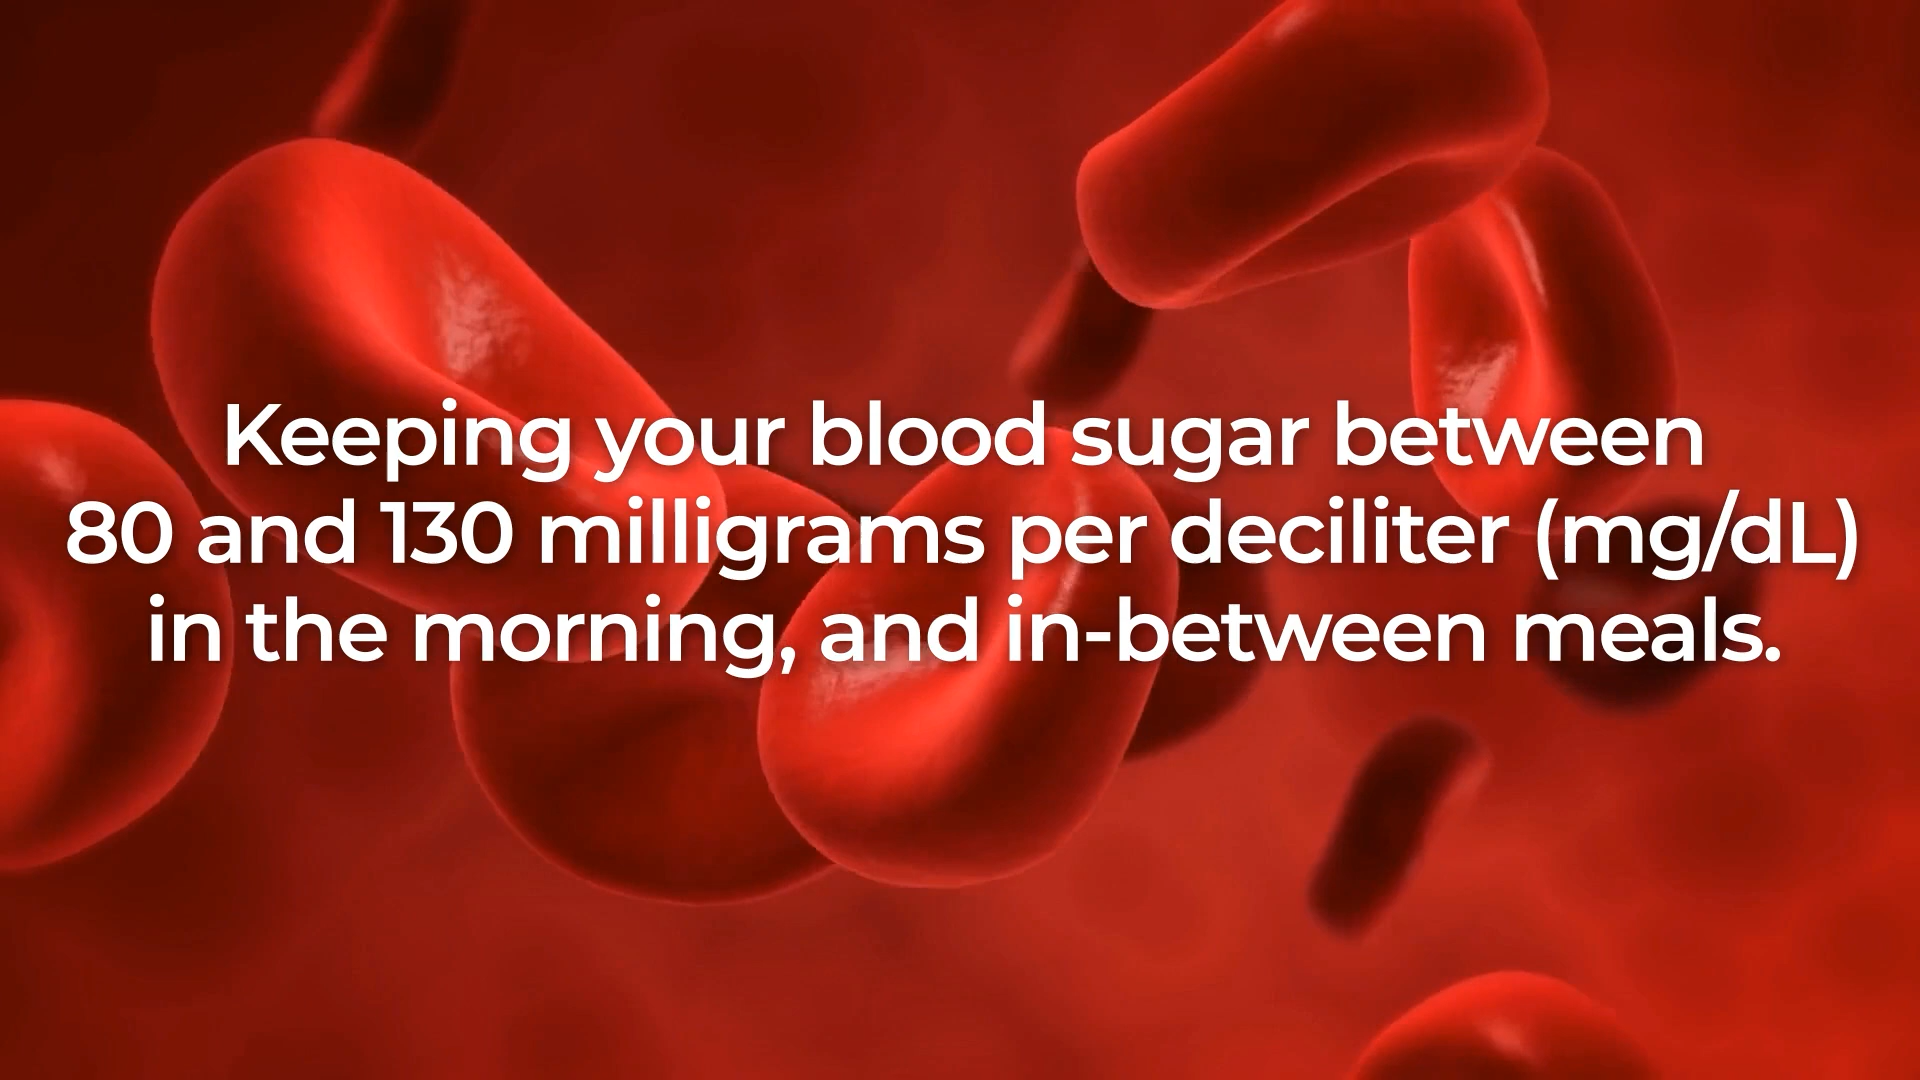 Keeping your blood sugar between
80 and 130 milligrams per deciliter (mg/dL)
in the morning, and in-between meals.